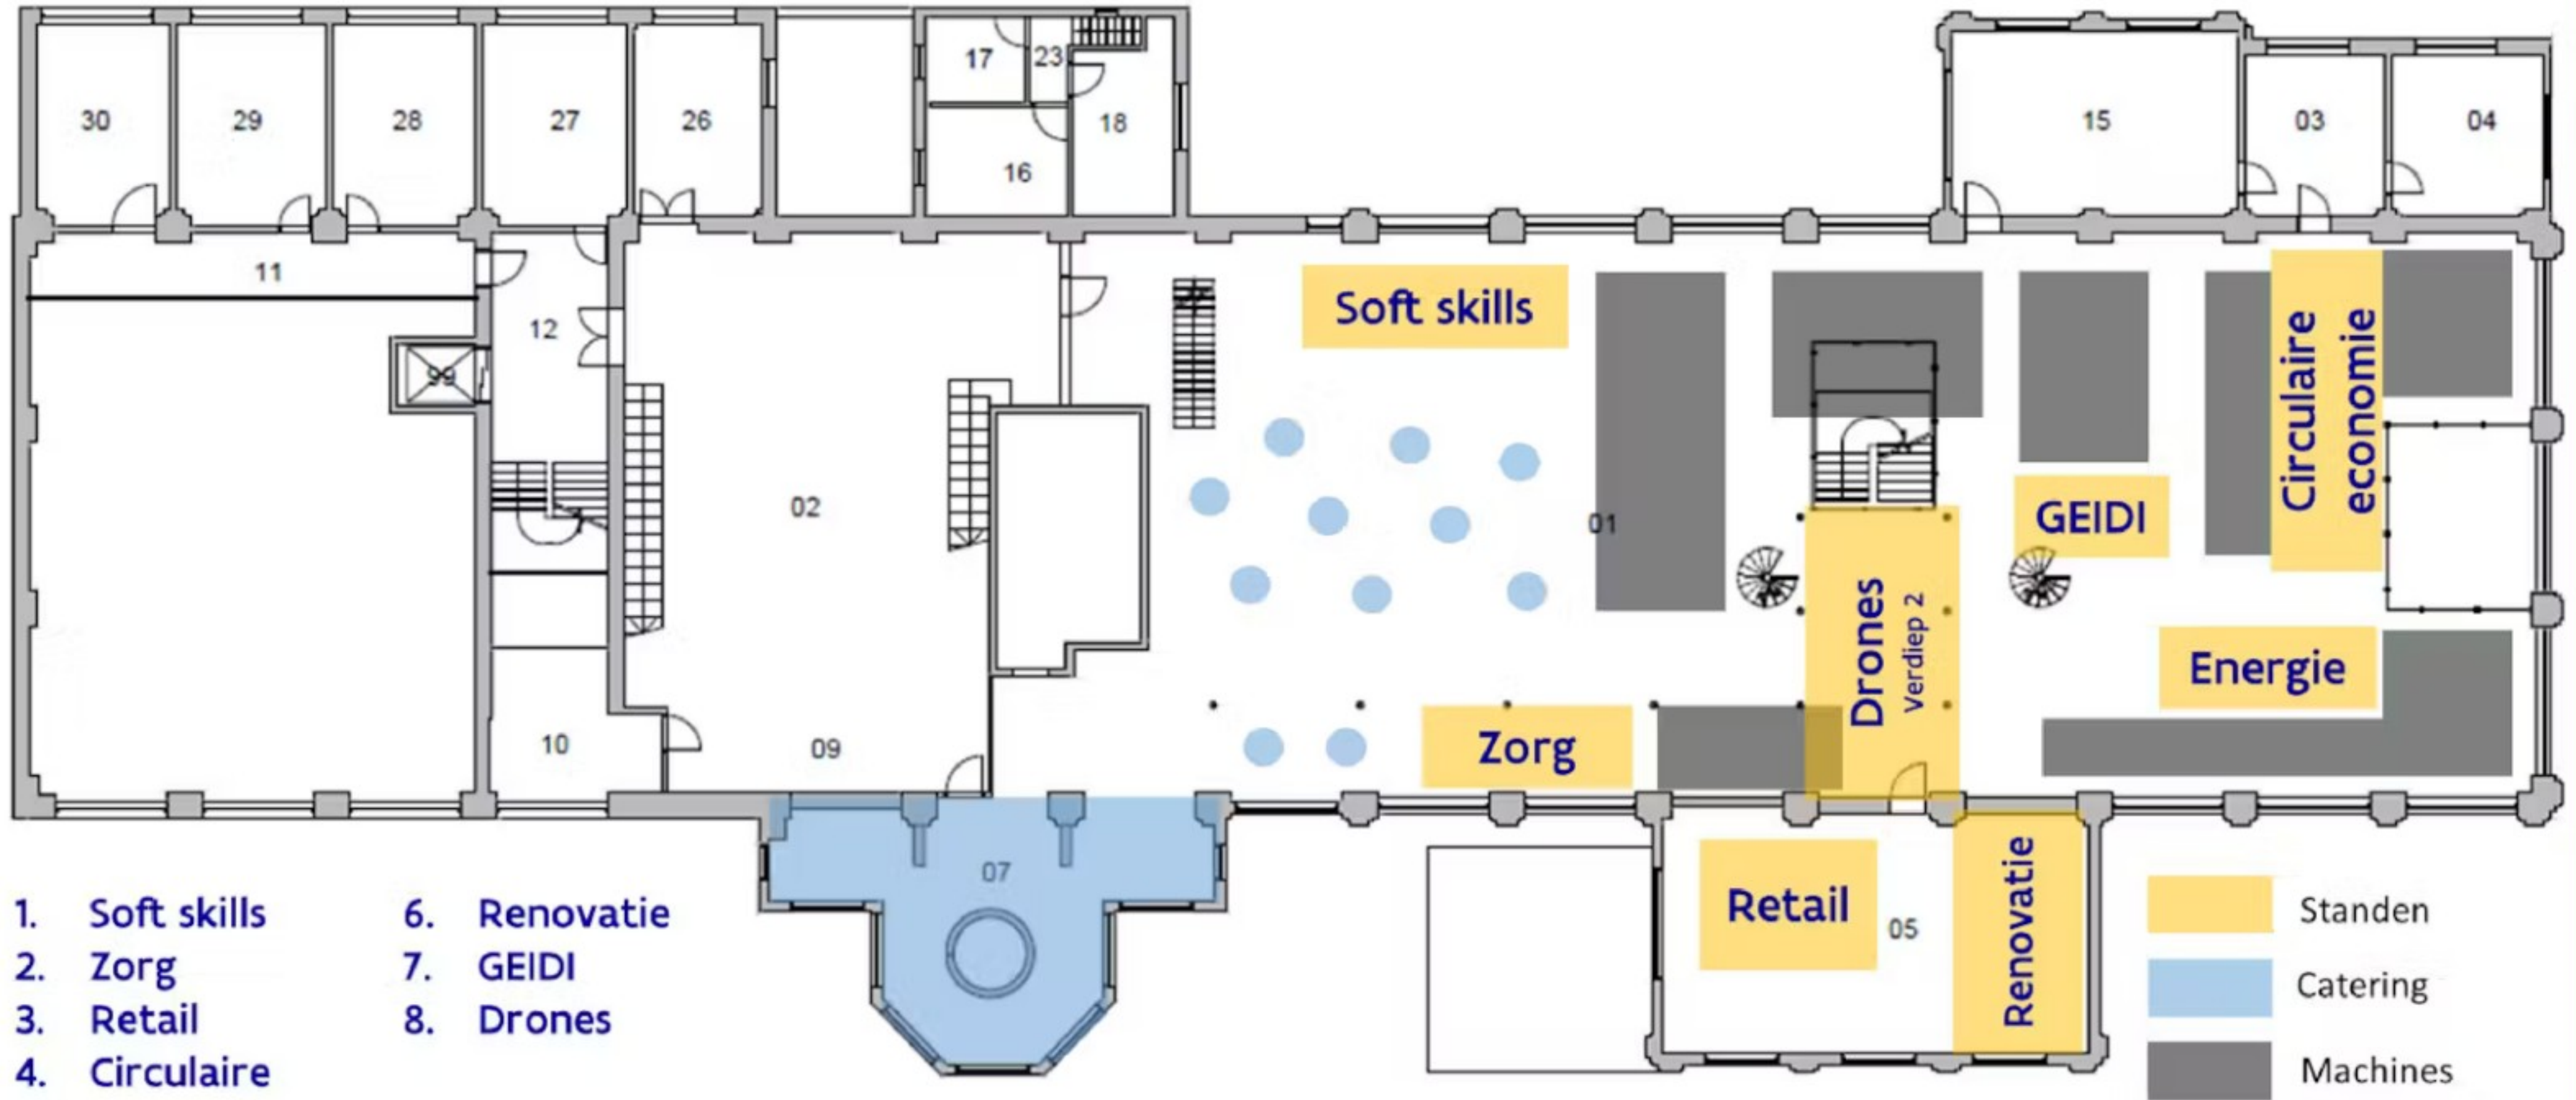 30
29
28
27
26
17
23
18
16
15
03
04
11
12
99
02
10
09
07
01
05
Soft skills
GEIDI
Circulaire
economie
Drones
Verdiep 2
Energie
Zorg
Retail
Renovatie
1. Soft skills
2. Zorg
3. Retail
4. Circulaire
6. Renovatie
7. GEIDI
8. Drones
Standen
Catering
Machines